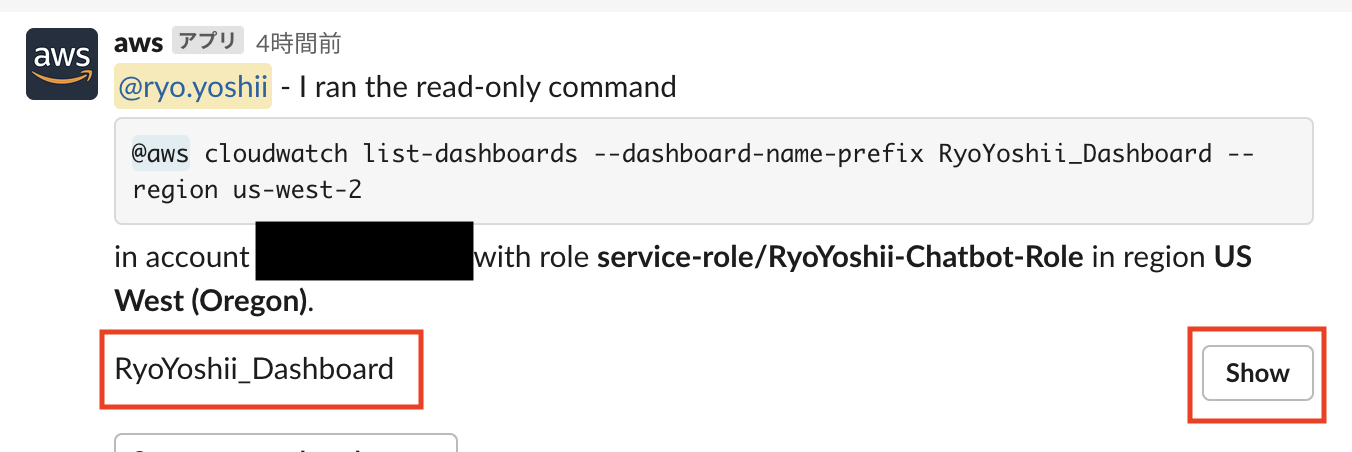 aws
aws アプリ 4時間前
@ryo.yoshii - I ran the read-only command
@aws cloudwatch list-dashboards --dashboard-name-prefix RyoYoshii_Dashboard --
region us-west-2
in account with role service-role/RyoYoshii-Chatbot-Role in region US
West (Oregon).
RyoYoshii_Dashboard
Show